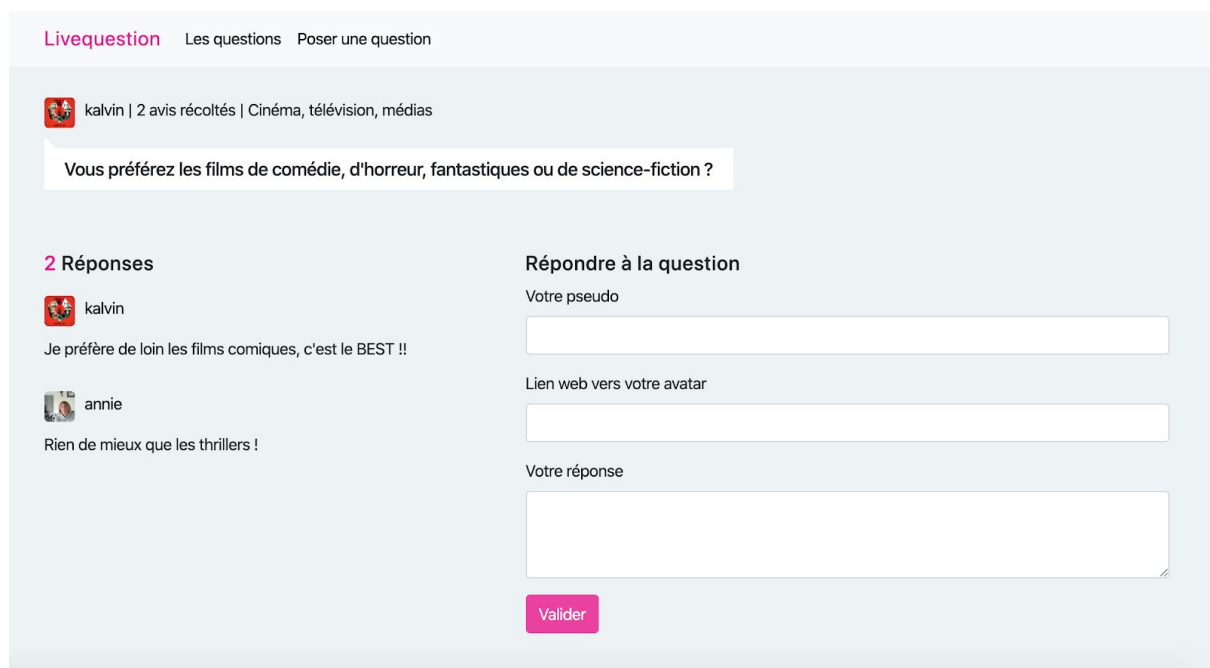 Livequestion Les questions Poser une question
kalvin | 2 avis récoltés | Cinéma, télévision, médias
Vous préférez les films de comédie, d'horreur, fantastiques ou de science-fiction ?
2 Réponses
kalvin
Je préfère de loin les films comiques, c'est le BEST !!
annie
Rien de mieux que les thrillers !
Répondre à la question
Votre pseudo
Lien web vers votre avatar
Votre réponse
Valider